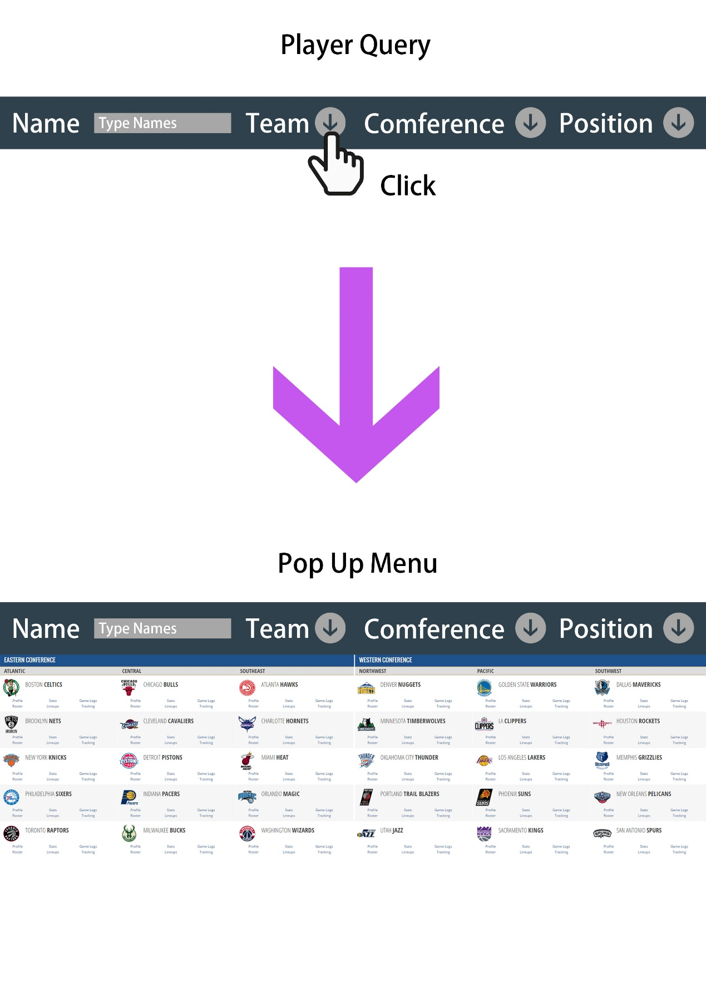 Player Query
Name Type Names Team Comference Position
Click
Pop Up Menu
Name Type Names Team Comference Position
EASTERN CONFERENCE WESTERN CONFERENCE
ATLANTIC CENTRAL SOUTHEAST NORTHWEST PACIFIC SOUTHWEST
BOSTON CELTICS CHICAGO BULLS ATLANTA HAWKS DENVER NUGGETS GOLDEN STATE WARRIORS DALLAS MAVERICKS
Profile Stats Game Logs Profile Stats Game Logs Profile Stats Game Logs Profile Stats Game Logs Profile Stats Game Logs Profile Stats Game Logs
Roster Lineups Tracking Roster Lineups Tracking Roster Lineups Tracking Roster Lineups Tracking Roster Lineups Tracking Roster Lineups Tracking
BROOKLYN NETS CLEVELAND CAVALIERS CHARLOTTE HORNETS MINNESOTA TIMBERWOLVES LA CLIPPERS HOUSTON ROCKETS
Profile Stats Game Logs Profile Stats Game Logs Profile Stats Game Logs Profile Stats Game Logs Profile Stats Game Logs Profile Stats Game Logs
Roster Lineups Tracking Roster Lineups Tracking Roster Lineups Tracking Roster Lineups Tracking Roster Lineups Tracking Roster Lineups Tracking
NEW YORK KNICKS DETROIT PISTONS MIAMI HEAT OKLAHOMA CITY THUNDER LOS ANGELES LAKERS MEMPHIS GRIZZLIES
Profile Stats Game Logs Profile Stats Game Logs Profile Stats Game Logs Profile Stats Game Logs Profile Stats Game Logs Profile Stats Game Logs
Roster Lineups Tracking Roster Lineups Tracking Roster Lineups Tracking Roster Lineups Tracking Roster Lineups Tracking Roster Lineups Tracking
PHILADELPHIA SIXERS INDIANA PACERS ORLANDO MAGIC PORTLAND TRAIL BLAZERS PHOENIX SUNS NEW ORLEANS PELICANS
Profile Stats Game Logs Profile Stats Game Logs Profile Stats Game Logs Profile Stats Game Logs Profile Stats Game Logs Profile Stats Game Logs
Roster Lineups Tracking Roster Lineups Tracking Roster Lineups Tracking Roster Lineups Tracking Roster Lineups Tracking Roster Lineups Tracking
TORONTO RAPTORS MILWAUKEE BUCKS WASHINGTON WIZARDS UTAH JAZZ SACRAMENTO KINGS SAN ANTONIO SPURS
Profile Stats Game Logs Profile Stats Game Logs Profile Stats Game Logs Profile Stats Game Logs Profile Stats Game Logs Profile Stats Game Logs
Roster Lineups Tracking Roster Lineups Tracking Roster Lineups Tracking Roster Lineups Tracking Roster Lineups Tracking Roster Lineups Tracking